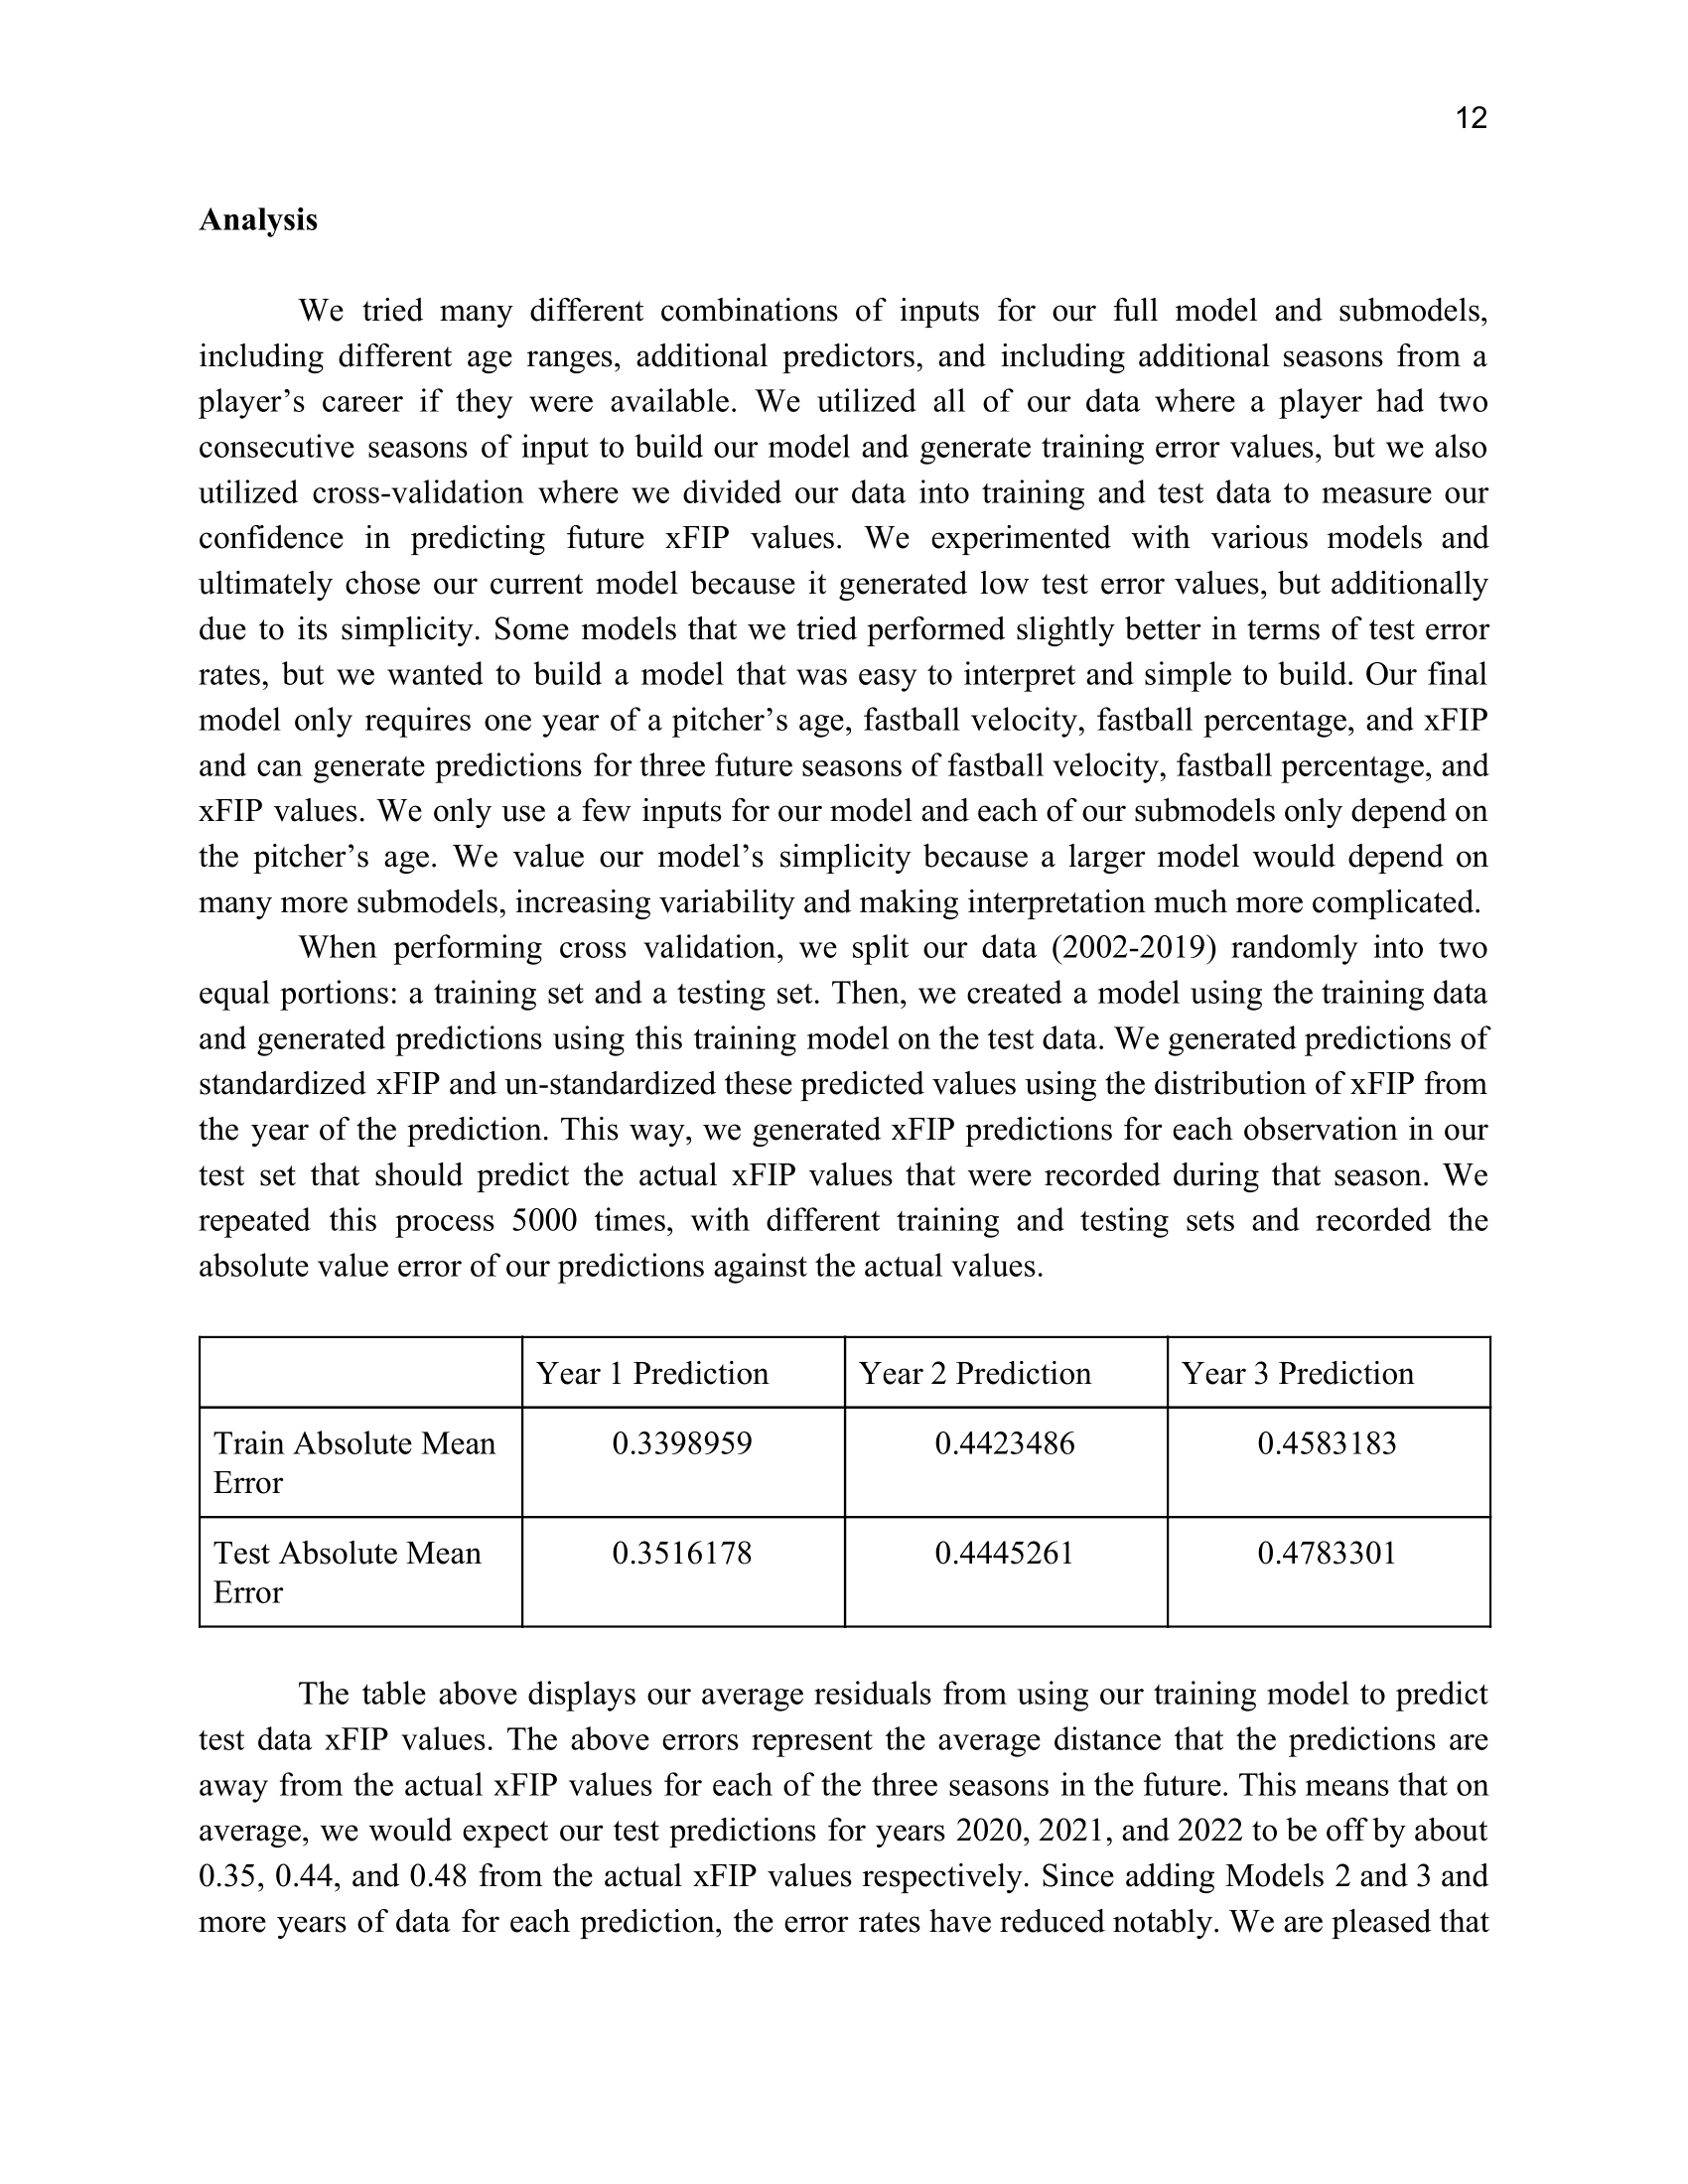 12
Analysis
We tried many different combinations of inputs for our full model and submodels,
including different age ranges, additional predictors, and including additional seasons from a
player’s career if they were available. We utilized all of our data where a player had two
consecutive seasons of input to build our model and generate training error values, but we also
utilized cross-validation where we divided our data into training and test data to measure our
confidence in predicting future xFIP values. We experimented with various models and
ultimately chose our current model because it generated low test error values, but additionally
due to its simplicity. Some models that we tried performed slightly better in terms of test error
rates, but we wanted to build a model that was easy to interpret and simple to build. Our final
model only requires one year of a pitcher’s age, fastball velocity, fastball percentage, and xFIP
and can generate predictions for three future seasons of fastball velocity, fastball percentage, and
xFIP values. We only use a few inputs for our model and each of our submodels only depend on
the pitcher’s age. We value our model’s simplicity because a larger model would depend on
many more submodels, increasing variability and making interpretation much more complicated.
When performing cross validation, we split our data (2002-2019) randomly into two
equal portions: a training set and a testing set. Then, we created a model using the training data
and generated predictions using this training model on the test data. We generated predictions of
standardized xFIP and un-standardized these predicted values using the distribution of xFIP from
the year of the prediction. This way, we generated xFIP predictions for each observation in our
test set that should predict the actual xFIP values that were recorded during that season. We
repeated this process 5000 times, with different training and testing sets and recorded the
absolute value error of our predictions against the actual values.
Year 1 Prediction Year 2 Prediction Year 3 Prediction
Train Absolute Mean 0.3398959 0.4423486 0.4583183
Error
Test Absolute Mean 0.3516178 0.4445261 0.4783301
Error
The table above displays our average residuals from using our training model to predict
test data xFIP values. The above errors represent the average distance that the predictions are
away from the actual xFIP values for each of the three seasons in the future. This means that on
average, we would expect our test predictions for years 2020, 2021, and 2022 to be off by about
0.35, 0.44, and 0.48 from the actual xFIP values respectively. Since adding Models 2 and 3 and
more years of data for each prediction, the error rates have reduced notably. We are pleased that